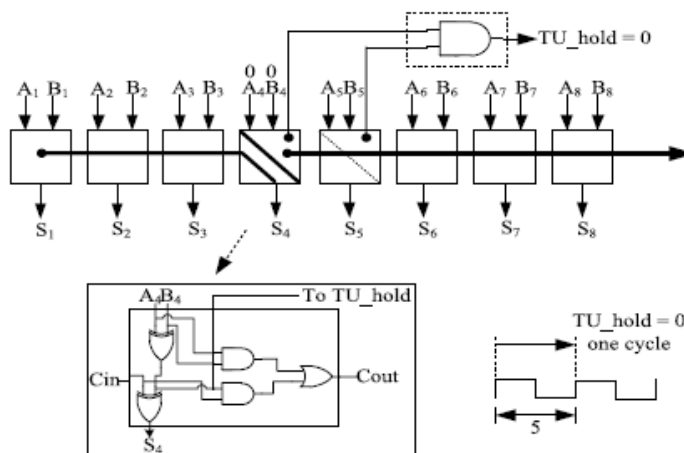 TU_hold = 0
0 0
A₁ B₁ A₂ B₂ A₃ B₃ A₄ B₄ A₅ B₅ A₆ B₆ A₇ B₇ A₈ B₈
S₁ S₂ S₃ S₄ S₅ S₆ S₇ S₈
A₄B₄
To TU_hold
Cin
Cout
S₄
TU_hold = 0
one cycle
5